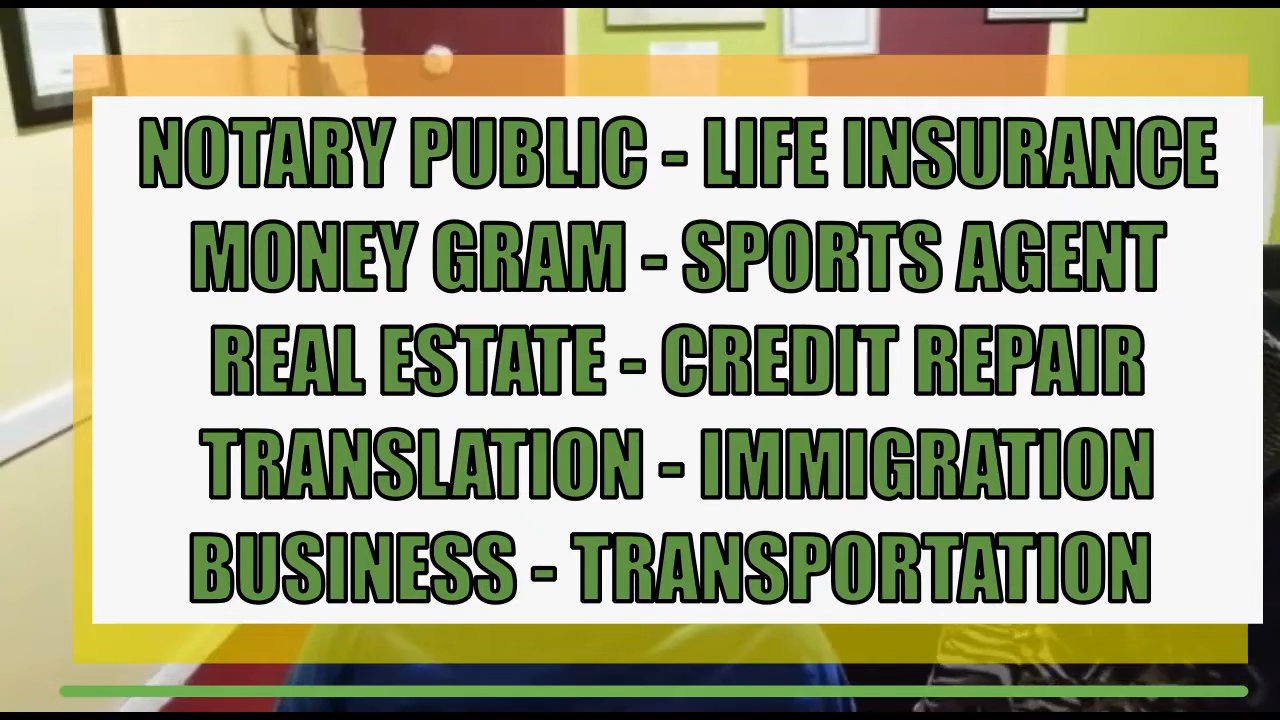 NOTARY PUBLIC - LIFE INSURANCE
MONEY GRAM - SPORTS AGENT
REAL ESTATE - CREDIT REPAIR
TRANSLATION - IMMIGRATION
BUSINESS - TRANSPORTATION